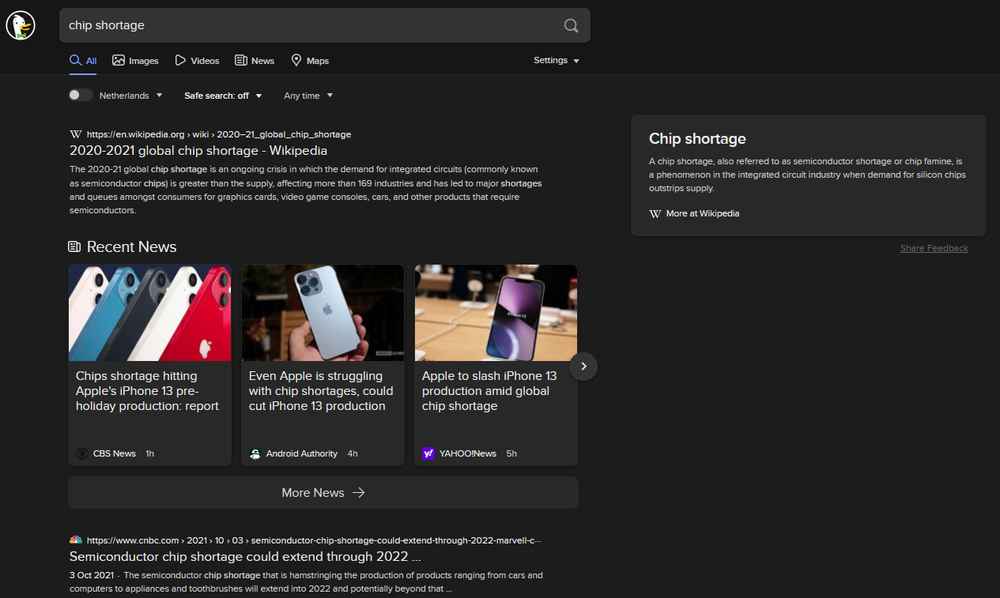 chip shortage
All
Images
Videos
News
Maps
Settings
Netherlands
Safe search: off
Any time
https://en.wikipedia.org › wiki › 2020–21_global_chip_shortage
2020-2021 global chip shortage - Wikipedia
The 2020-21 global chip shortage is an ongoing crisis in which the demand for integrated circuits (commonly known
as semiconductor chips) is greater than the supply, affecting more than 169 industries and has led to major shortages
and queues amongst consumers for graphics cards, video game consoles, cars, and other products that require
semiconductors.
Chip shortage
A chip shortage, also referred to as semiconductor shortage or chip famine, is
a phenomenon in the integrated circuit industry when demand for silicon chips
outstrips supply.
W More at Wikipedia
Share Feedback
Recent News
Chips shortage hitting
Apple's iPhone 13 pre-
holiday production: report
CBS News 1h
Even Apple is struggling
with chip shortages, could
cut iPhone 13 production
Android Authority 4h
iPhone 13
Apple to slash iPhone 13
production amid global
chip shortage
y! YAHOO!News 5h
More News →
https://www.cnbc.com › 2021 › 10 › 03 › semiconductor-chip-shortage-could-extend-through-2022-marvell-c···
Semiconductor chip shortage could extend through 2022 ...
3 Oct 2021 · The semiconductor chip shortage that is hamstringing the production of products ranging from cars and
computers to appliances and toothbrushes will extend into 2022 and potentially beyond that ...